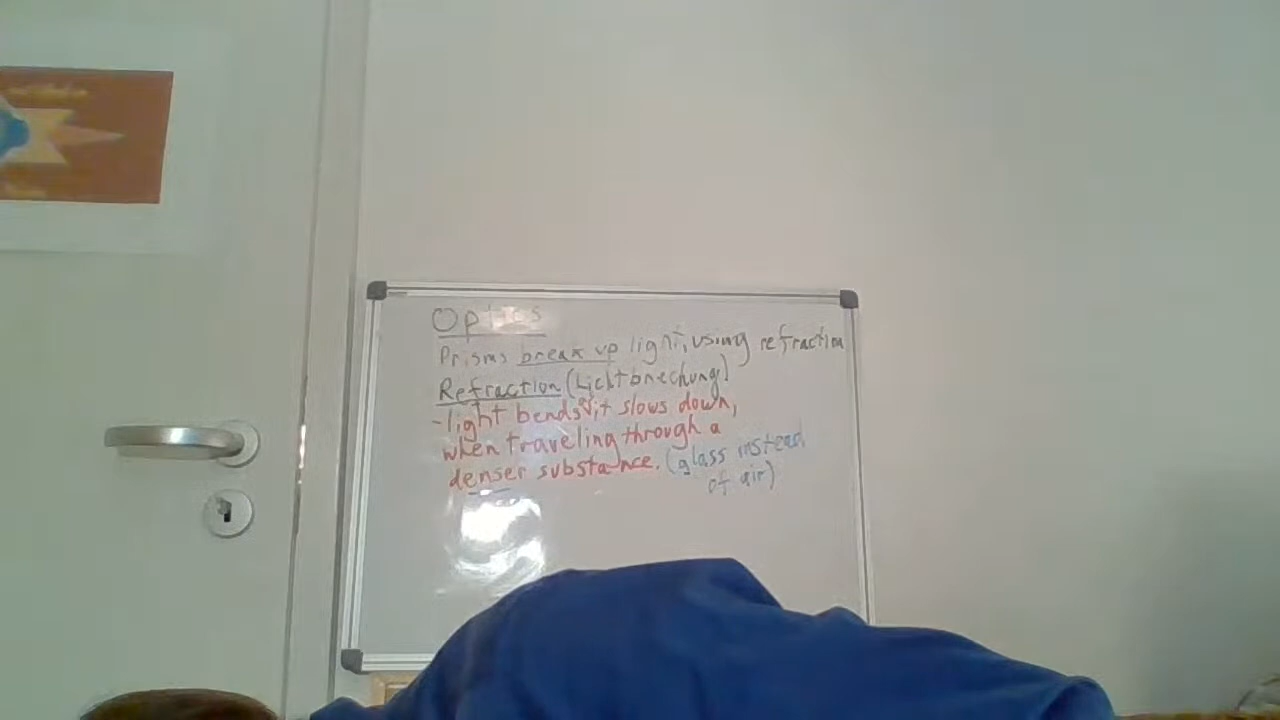 Optics
Prisms break up light, using refraction
Refraction (Lichtbrechung)
-light bends, it slows down,
when traveling through a
denser substance. (glass instead
of air)